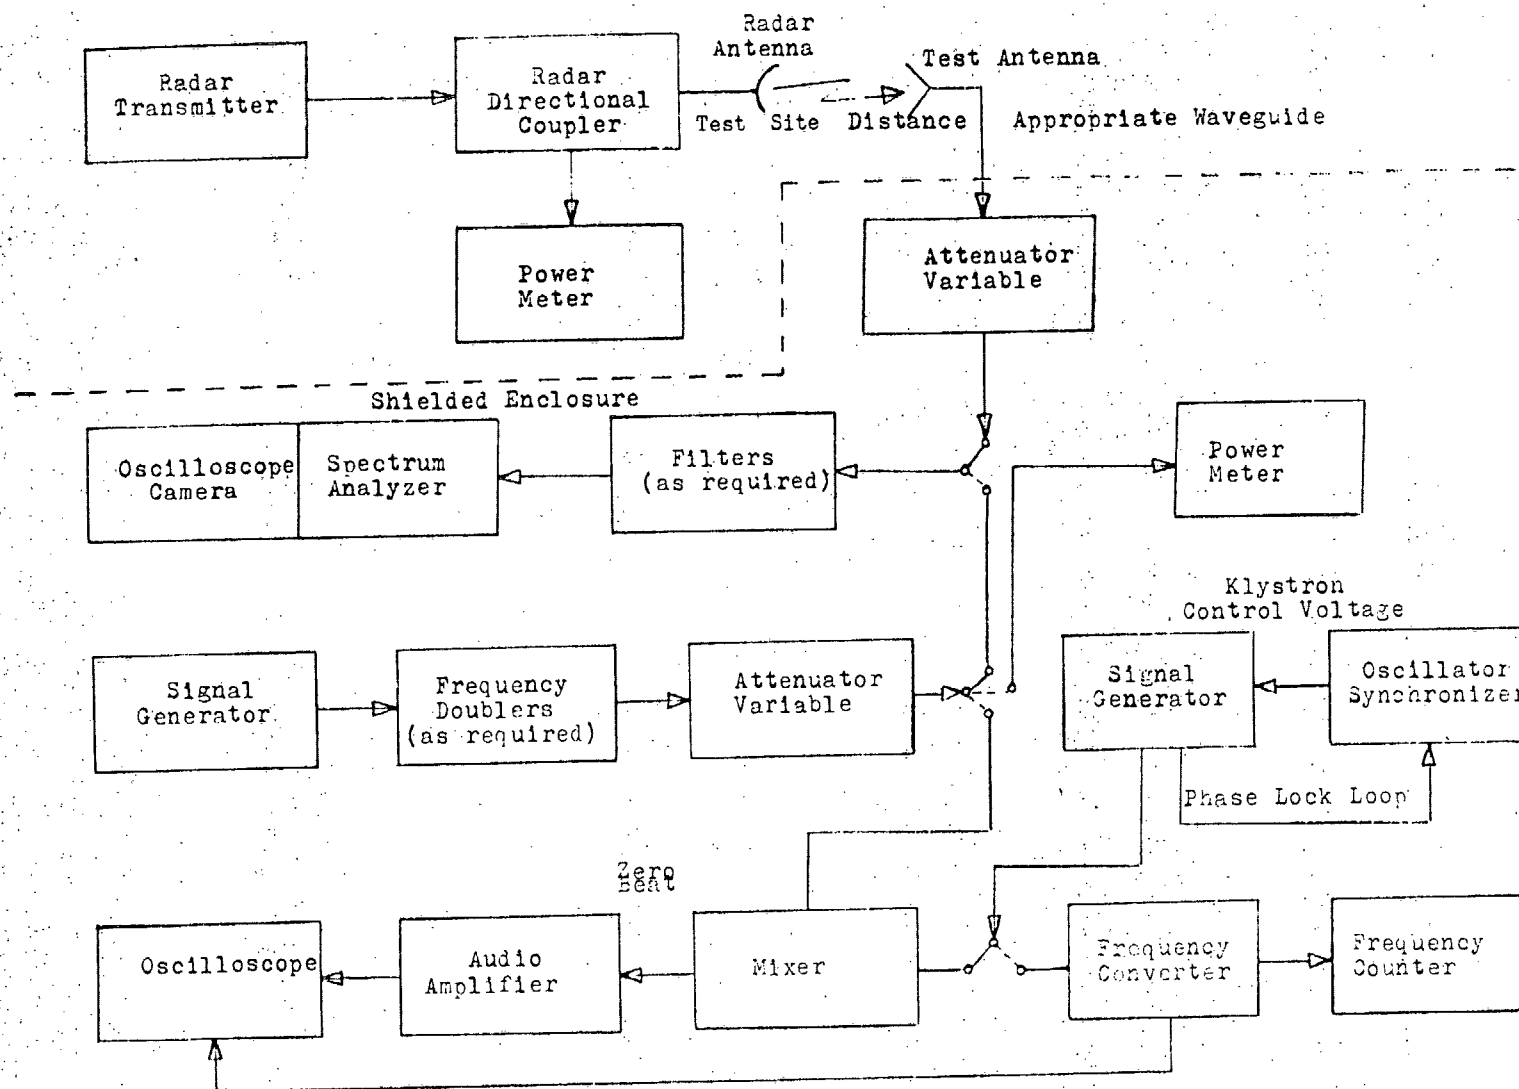 Radar
Antenna
Test Antenna
Radar
Transmitter
Radar
Directional
Coupler
Test Site Distance
Appropriate Waveguide
Power
Meter
Attenuator
Variable
Shielded Enclosure
Oscilloscope
Camera
Spectrum
Analyzer
Filters
(as required)
Power
Meter
Klystron
Control Voltage
Signal
Generator
Frequency
Doublers
(as required)
Attenuator
Variable
Signal
Generator
Oscillator
Synchronizer
Phase Lock Loop
Zero
Beat
Oscilloscope
Audio
Amplifier
Mixer
Frequency
Converter
Frequency
Counter